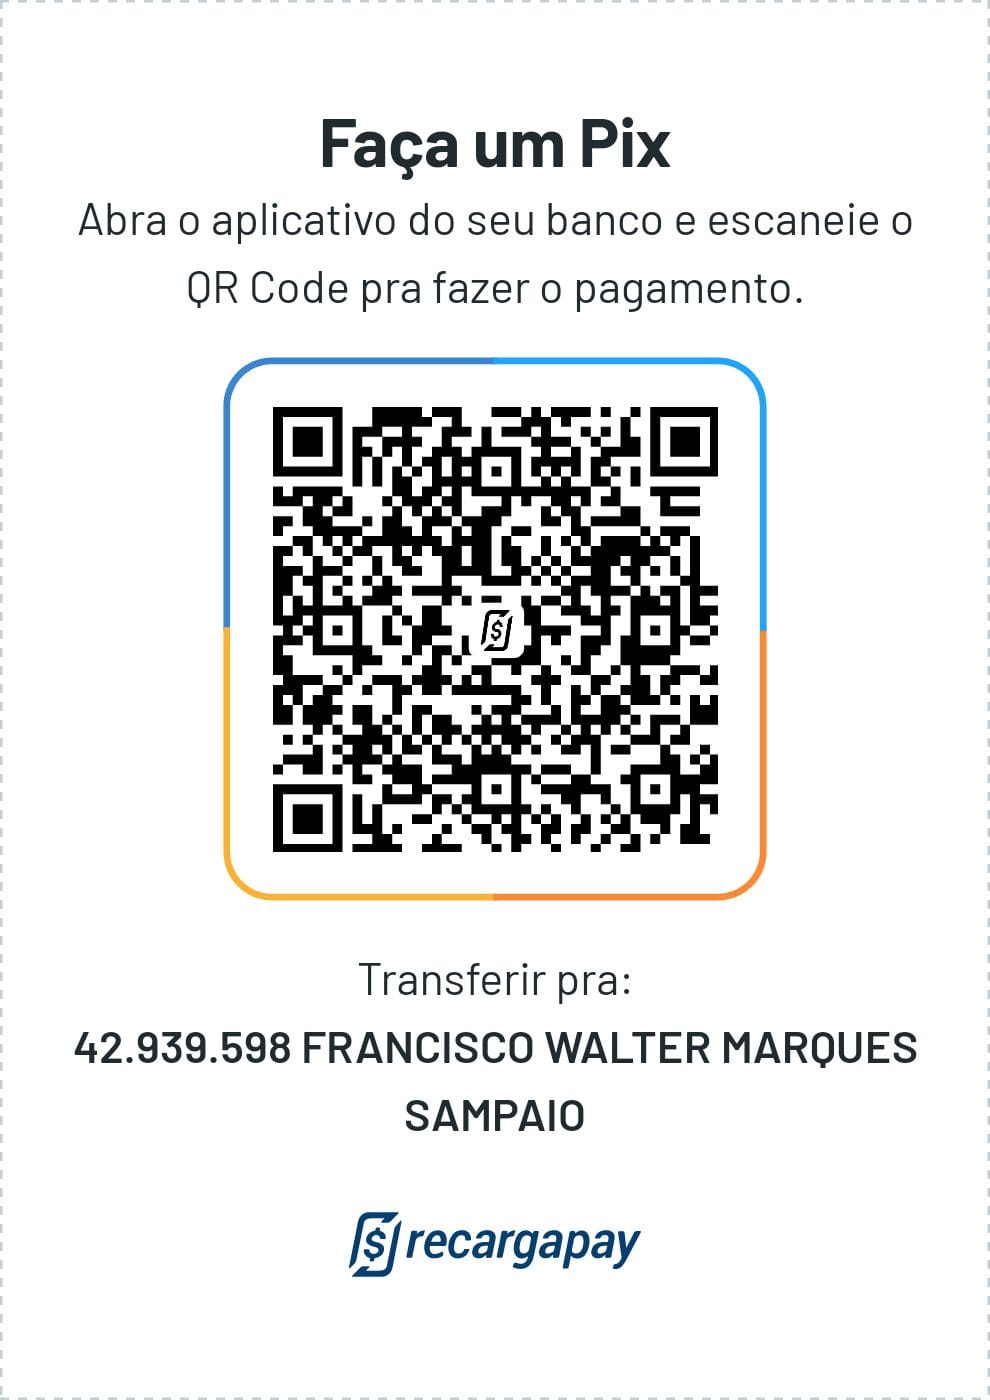 Faça um Pix
Abra o aplicativo do seu banco e escaneie o
QR Code pra fazer o pagamento.
Transferir pra:
42.939.598 FRANCISCO WALTER MARQUES
SAMPAIO
recargapay